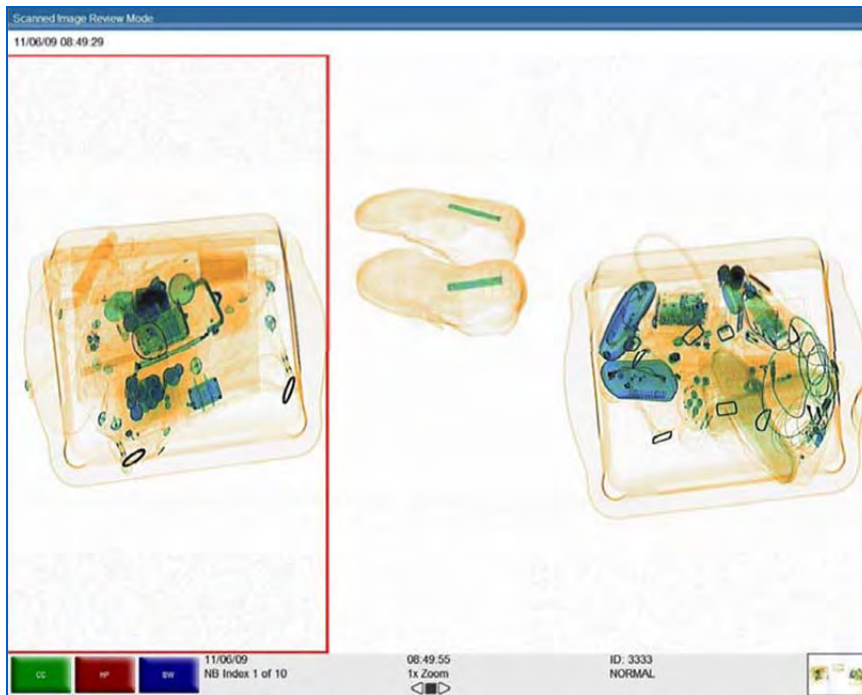 Scanned Image Review Mode
11/06/09 08:49:29
CC
HP
BW
11/06/09
NB Index 1 of 10
08:49:55
1x Zoom
ID: 3333
NORMAL